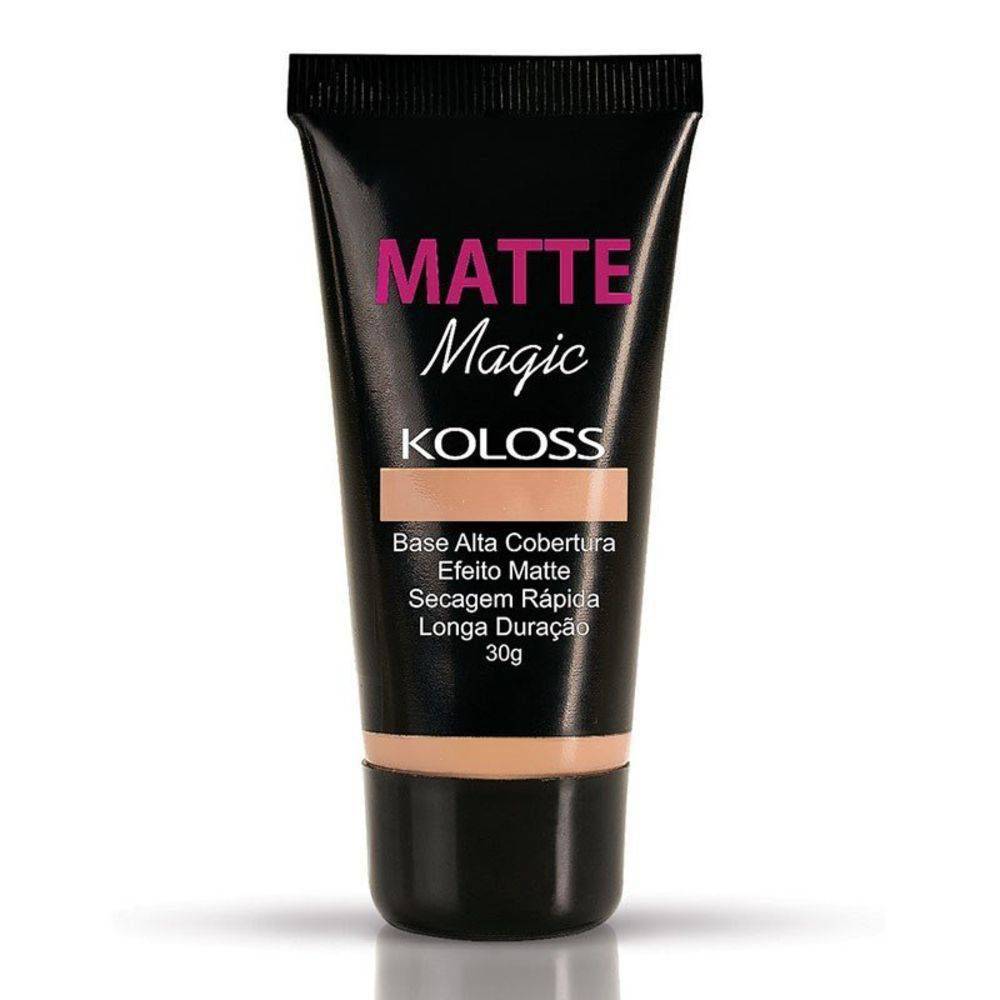 MATTE
Magic
KOLOSS
Base Alta Cobertura
Efeito Matte
Secagem Rápida
Longa Duração
30g